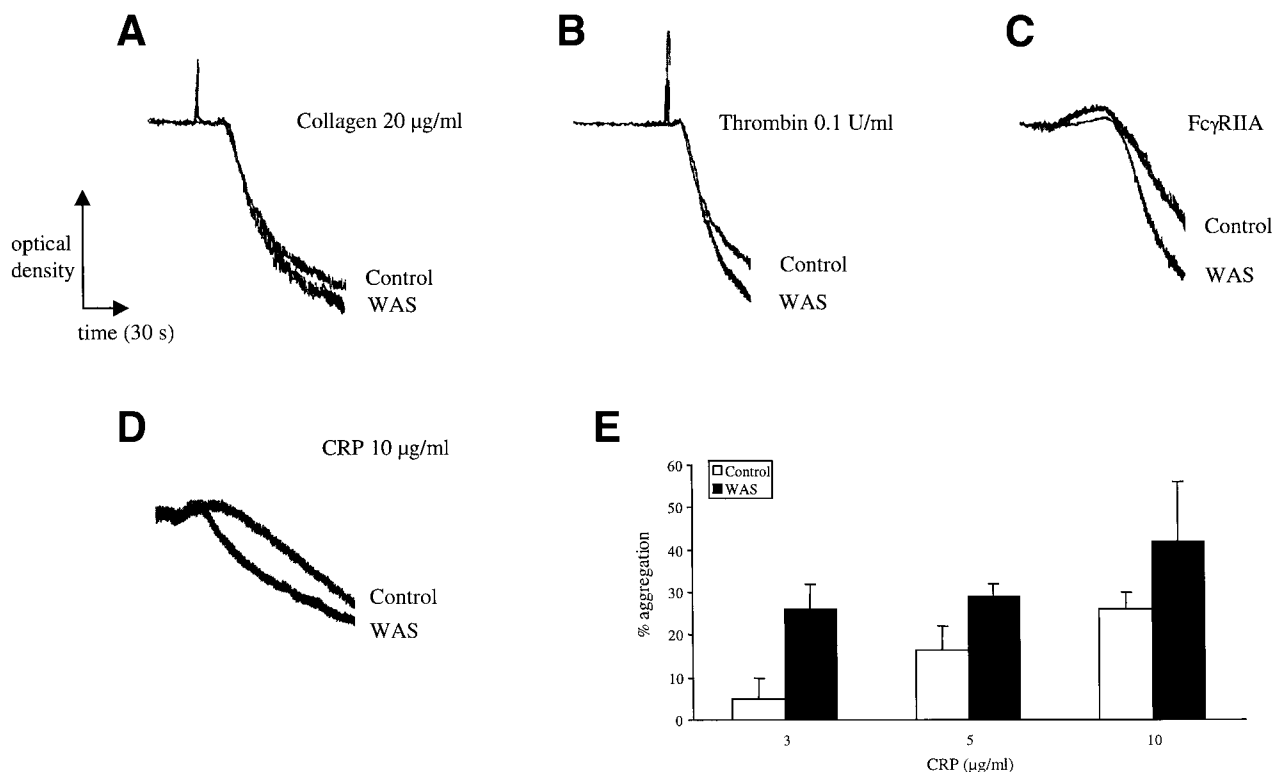 A
Collagen 20 µg/ml
optical
density
time (30 s)
Control
WAS
B
Thrombin 0.1 U/ml
Control
WAS
C
FcγRIIA
Control
WAS
D
CRP 10 µg/ml
Control
WAS
E
Control
WAS
% aggregation
60
50
40
30
20
10
0
3
5
10
CRP (µg/ml)